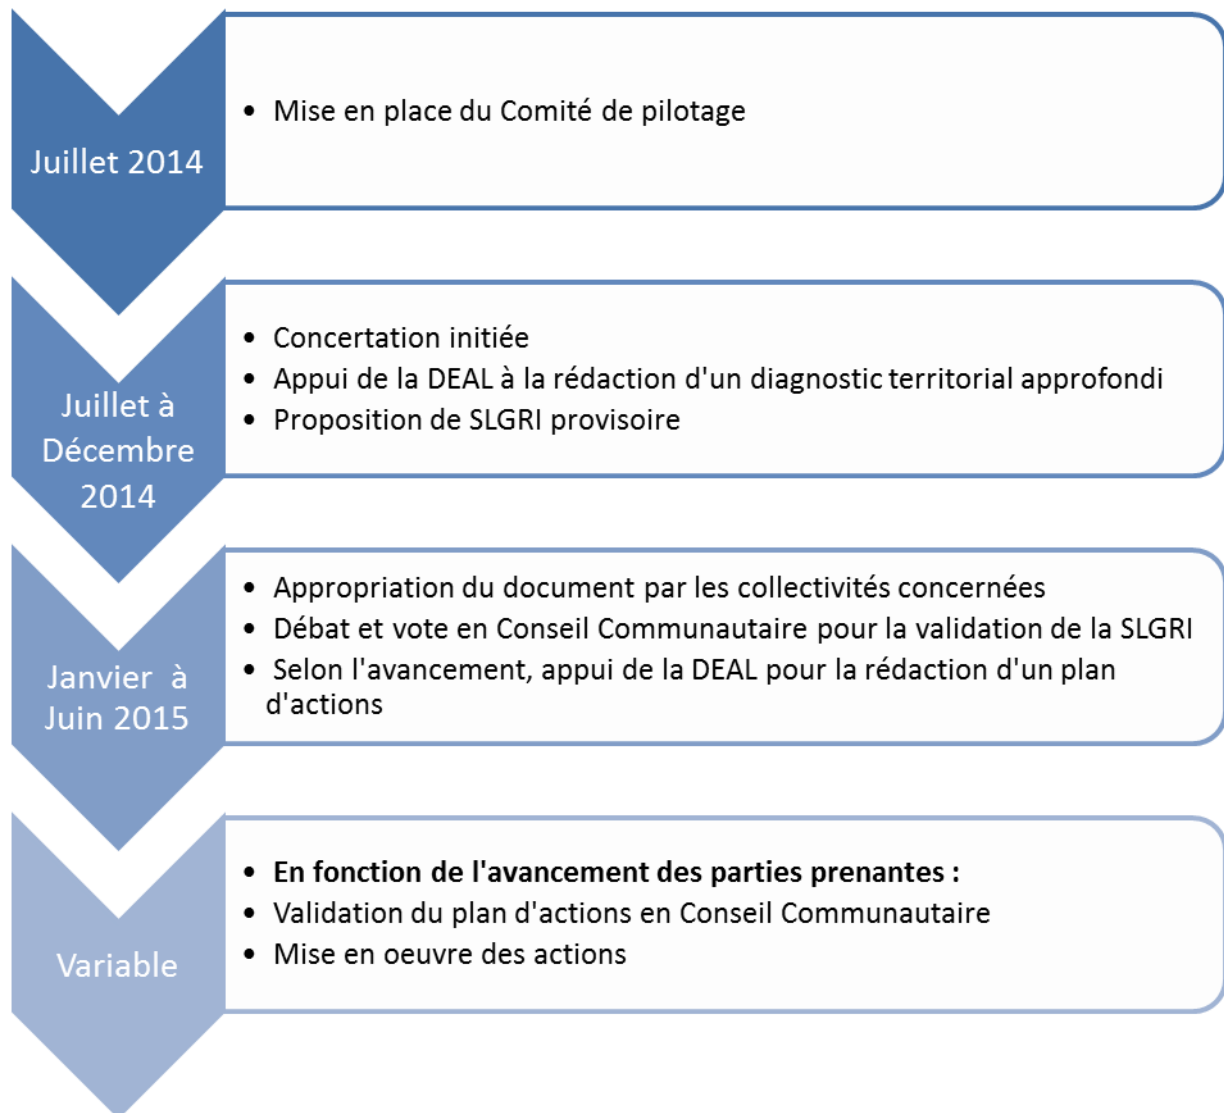 Juillet 2014
• Mise en place du Comité de pilotage
Juillet à
Décembre
2014
• Concertation initiée
• Appui de la DEAL à la rédaction d'un diagnostic territorial approfondi
• Proposition de SLGRI provisoire
Janvier à
Juin 2015
• Appropriation du document par les collectivités concernées
• Débat et vote en Conseil Communautaire pour la validation de la SLGRI
• Selon l'avancement, appui de la DEAL pour la rédaction d'un plan
d'actions
Variable
• En fonction de l'avancement des parties prenantes :
• Validation du plan d'actions en Conseil Communautaire
• Mise en oeuvre des actions